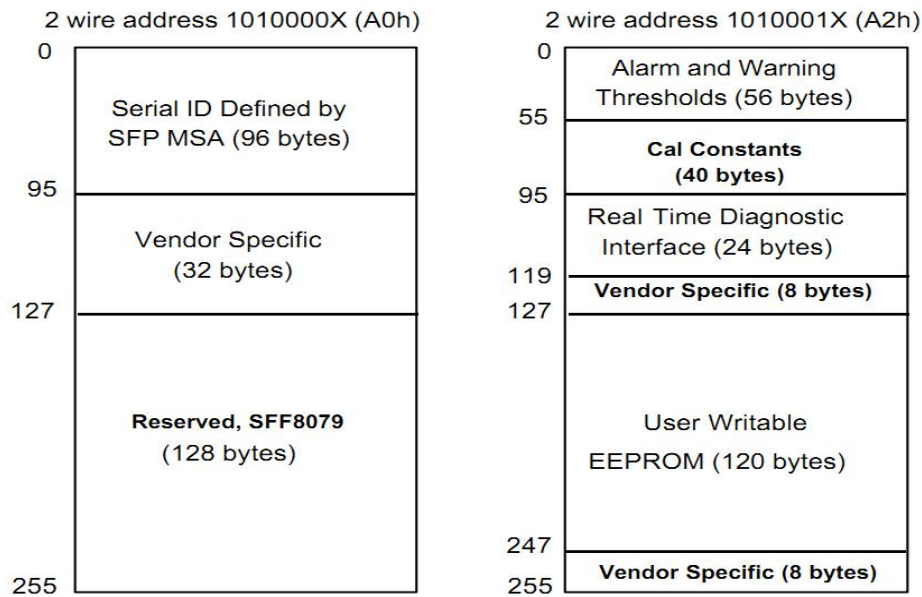 2 wire address 1010000X (A0h)
0
Serial ID Defined by
SFP MSA (96 bytes)
95
Vendor Specific
(32 bytes)
127
Reserved, SFF8079
(128 bytes)
255
2 wire address 1010001X (A2h)
0
Alarm and Warning
Thresholds (56 bytes)
55
Cal Constants
(40 bytes)
95
Real Time Diagnostic
Interface (24 bytes)
119
Vendor Specific (8 bytes)
127
User Writable
EEPROM (120 bytes)
247
Vendor Specific (8 bytes)
255